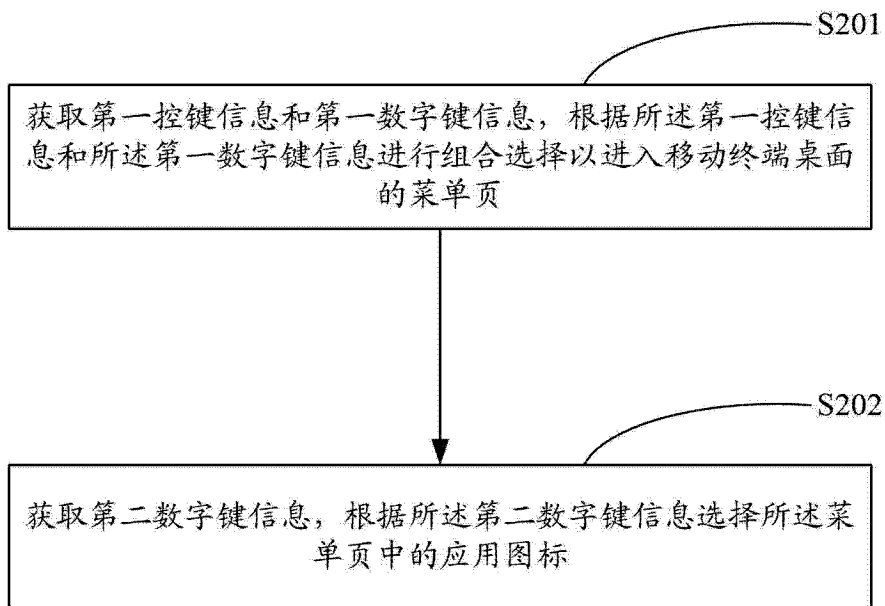 S201
获取第一控键信息和第一数字键信息，根据所述第一控键信
息和所述第一数字键信息进行组合选择以进入移动终端桌面
的菜单页
S202
获取第二数字键信息，根据所述第二数字键信息选择所述菜
单页中的应用图标